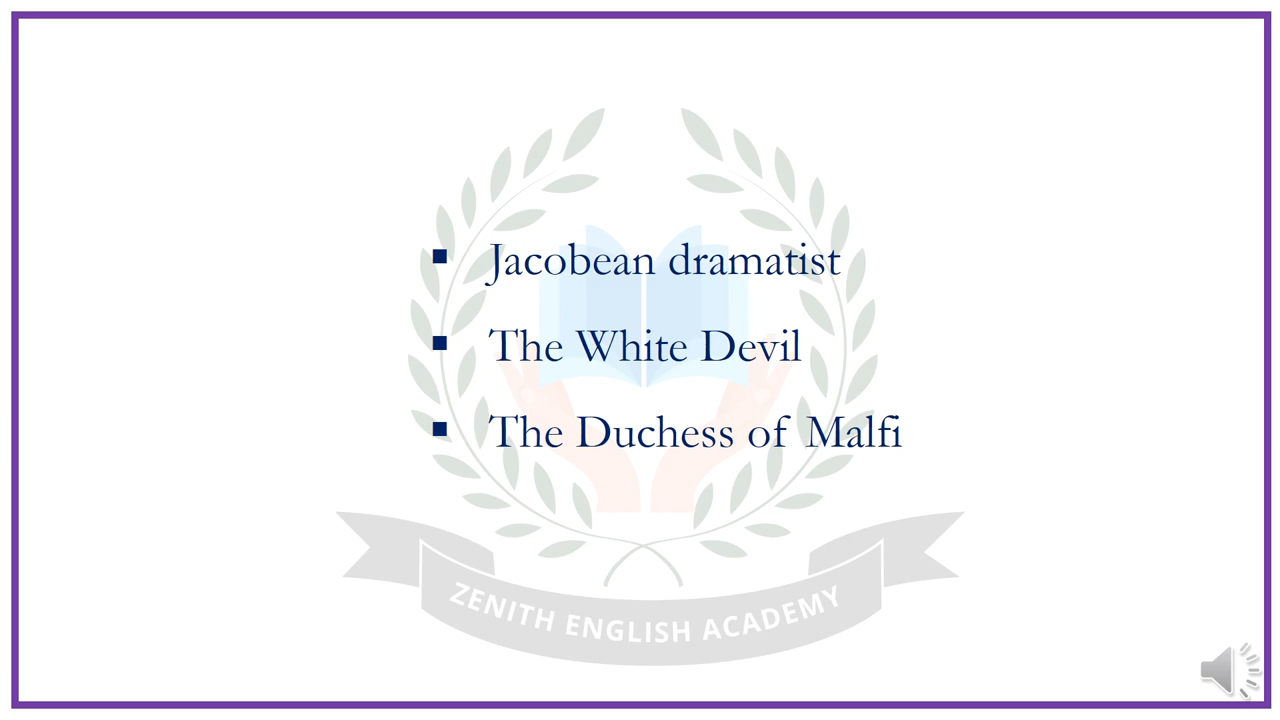 Jacobean dramatist
The White Devil
The Duchess of Malfi
ZENITH ENGLISH ACADEMY